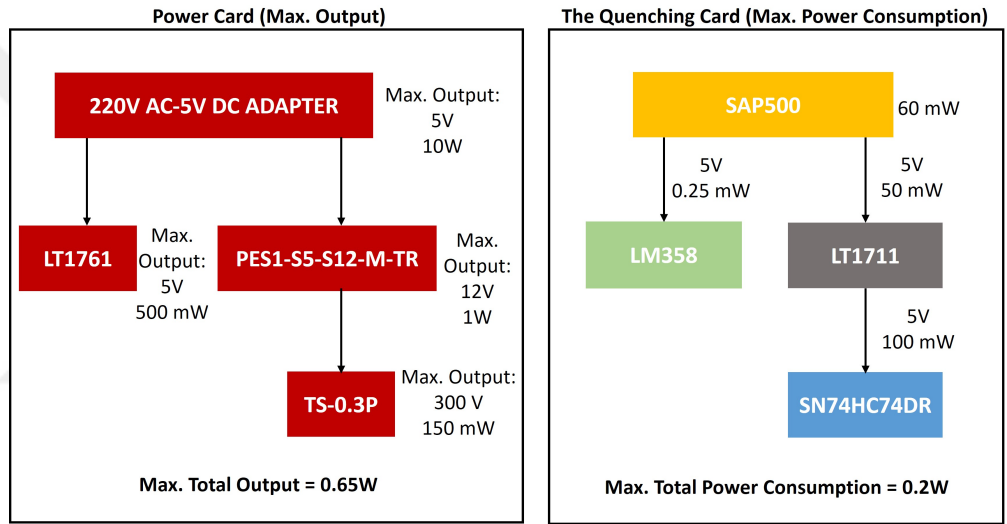 Power Card (Max. Output)
220V AC-5V DC ADAPTER
Max. Output:
5V
10W
LT1761
Max.
Output:
5V
500 mW
PES1-S5-S12-M-TR
Max.
Output:
12V
1W
TS-0.3P
Max. Output:
300 V
150 mW
Max. Total Output = 0.65W
The Quenching Card (Max. Power Consumption)
SAP500
60 mW
5V
0.25 mW
5V
50 mW
LM358
LT1711
5V
100 mW
SN74HC74DR
Max. Total Power Consumption = 0.2W